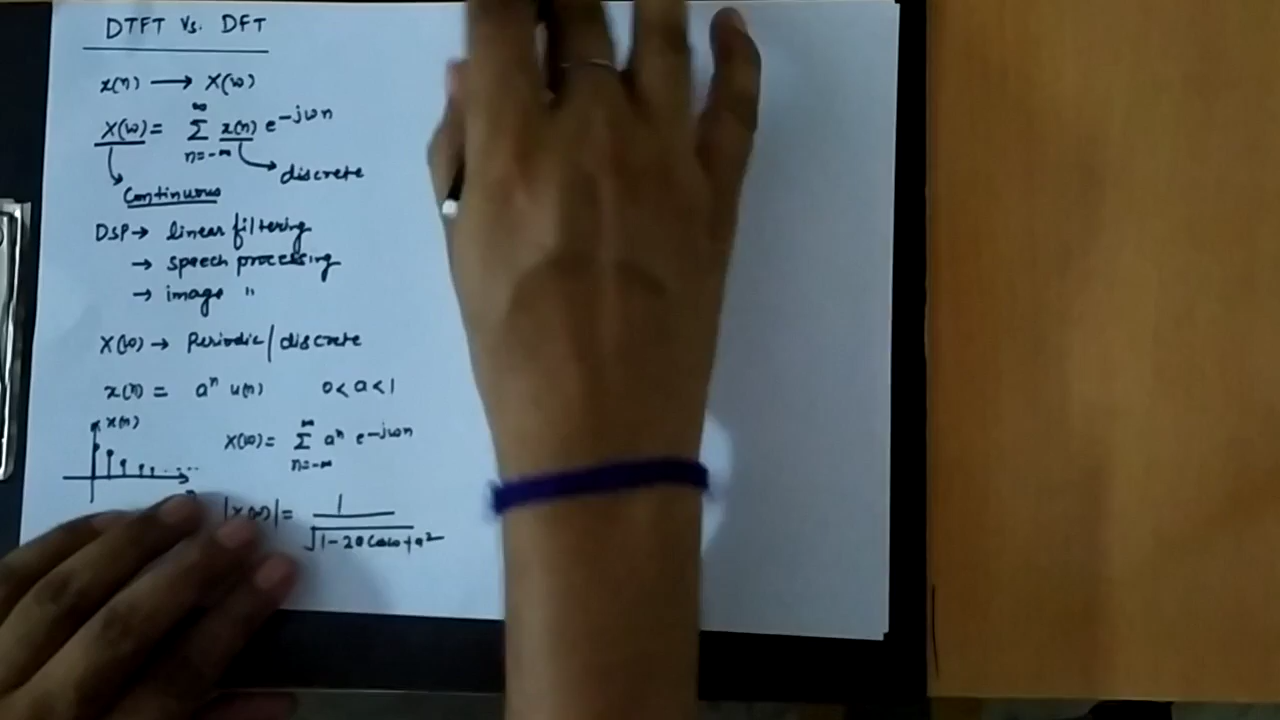 DTFT Vs. DFT
x(n) → X(ω)
X(ω) = ∞ Σ n=-∞ x(n) e^-jωn
discrete
Continuous
DSP → linear filtering
→ speech processing
→ image "
X(ω) → Periodic/discrete
x(n) = a^n u(n) 0<a<1
x(n)
X(ω) = ∞ Σ n=-∞ a^n e^-jωn
|X(ω)| = 1/√1-2a Cosω+a²